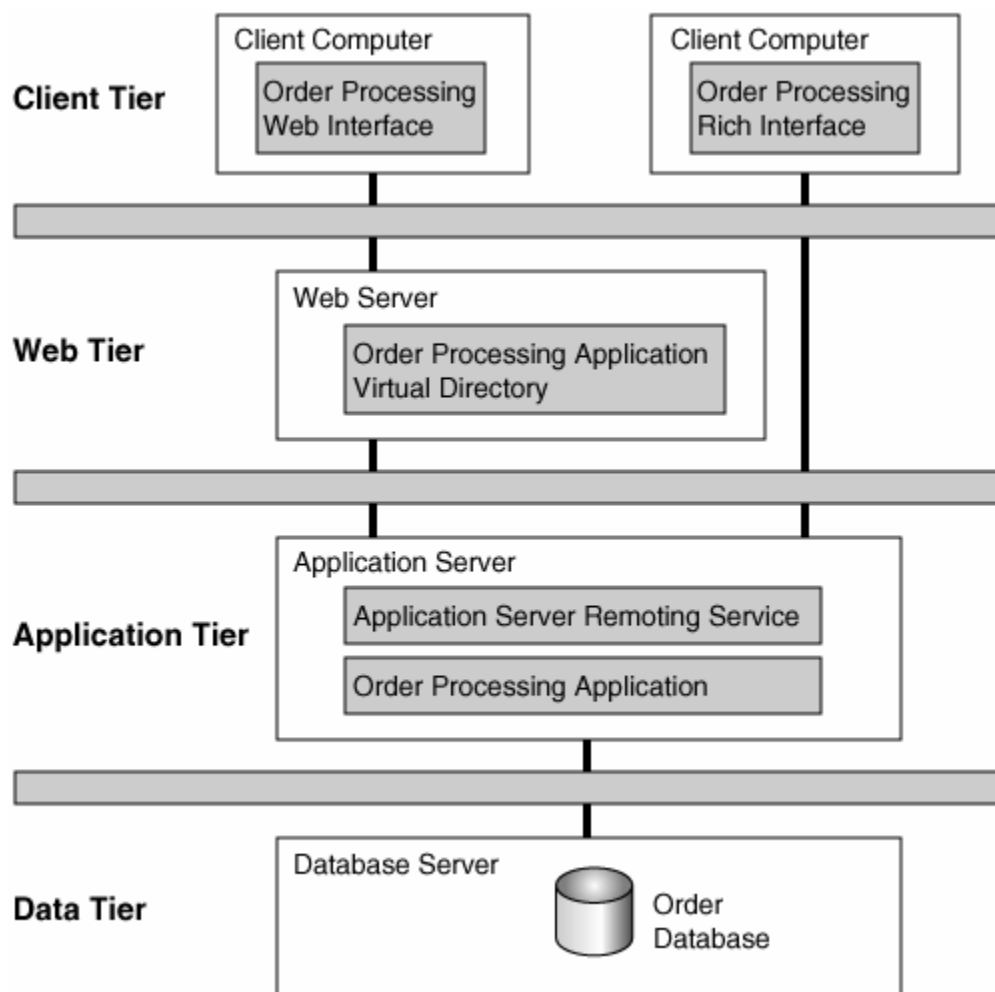 Client Computer
Client Computer
Order Processing
Web Interface
Order Processing
Rich Interface
Client Tier
Web Server
Order Processing Application
Virtual Directory
Web Tier
Application Server
Application Server Remoting Service
Order Processing Application
Application Tier
Database Server
Order
Database
Data Tier